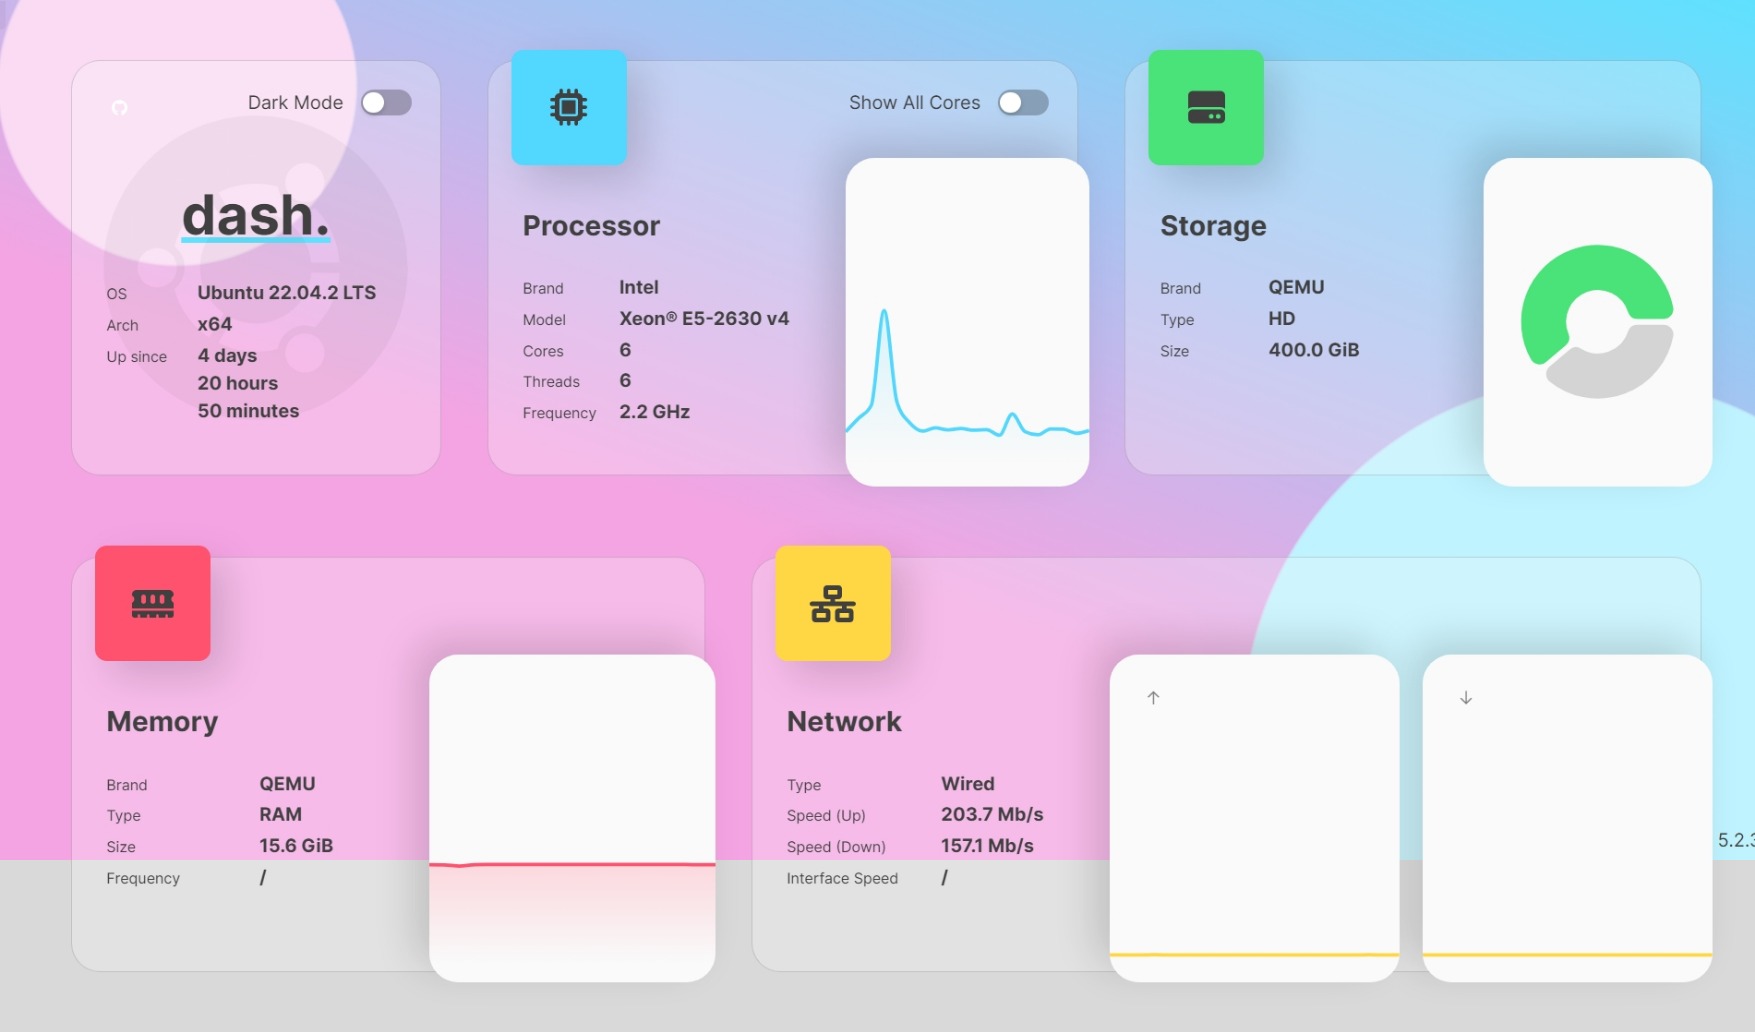 Dark Mode
dash.
OS Ubuntu 22.04.2 LTS
Arch x64
Up since 4 days
20 hours
50 minutes
Show All Cores
Processor
Brand Intel
Model Xeon® E5-2630 v4
Cores 6
Threads 6
Frequency 2.2 GHz
Storage
Brand QEMU
Type HD
Size 400.0 GiB
Memory
Brand QEMU
Type RAM
Size 15.6 GiB
Frequency /
Network
Type Wired
Speed (Up) 203.7 Mb/s
Speed (Down) 157.1 Mb/s
Interface Speed /
↑
↓